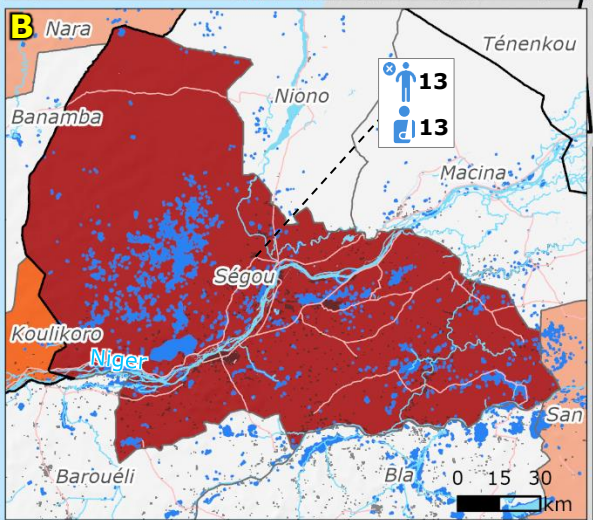 B
Nara
Ténenkou
13
Niono
Banamba
13
Macina
Ségou
Koulikoro
Niger
San
Barouéli
Bla
0 15 30
km